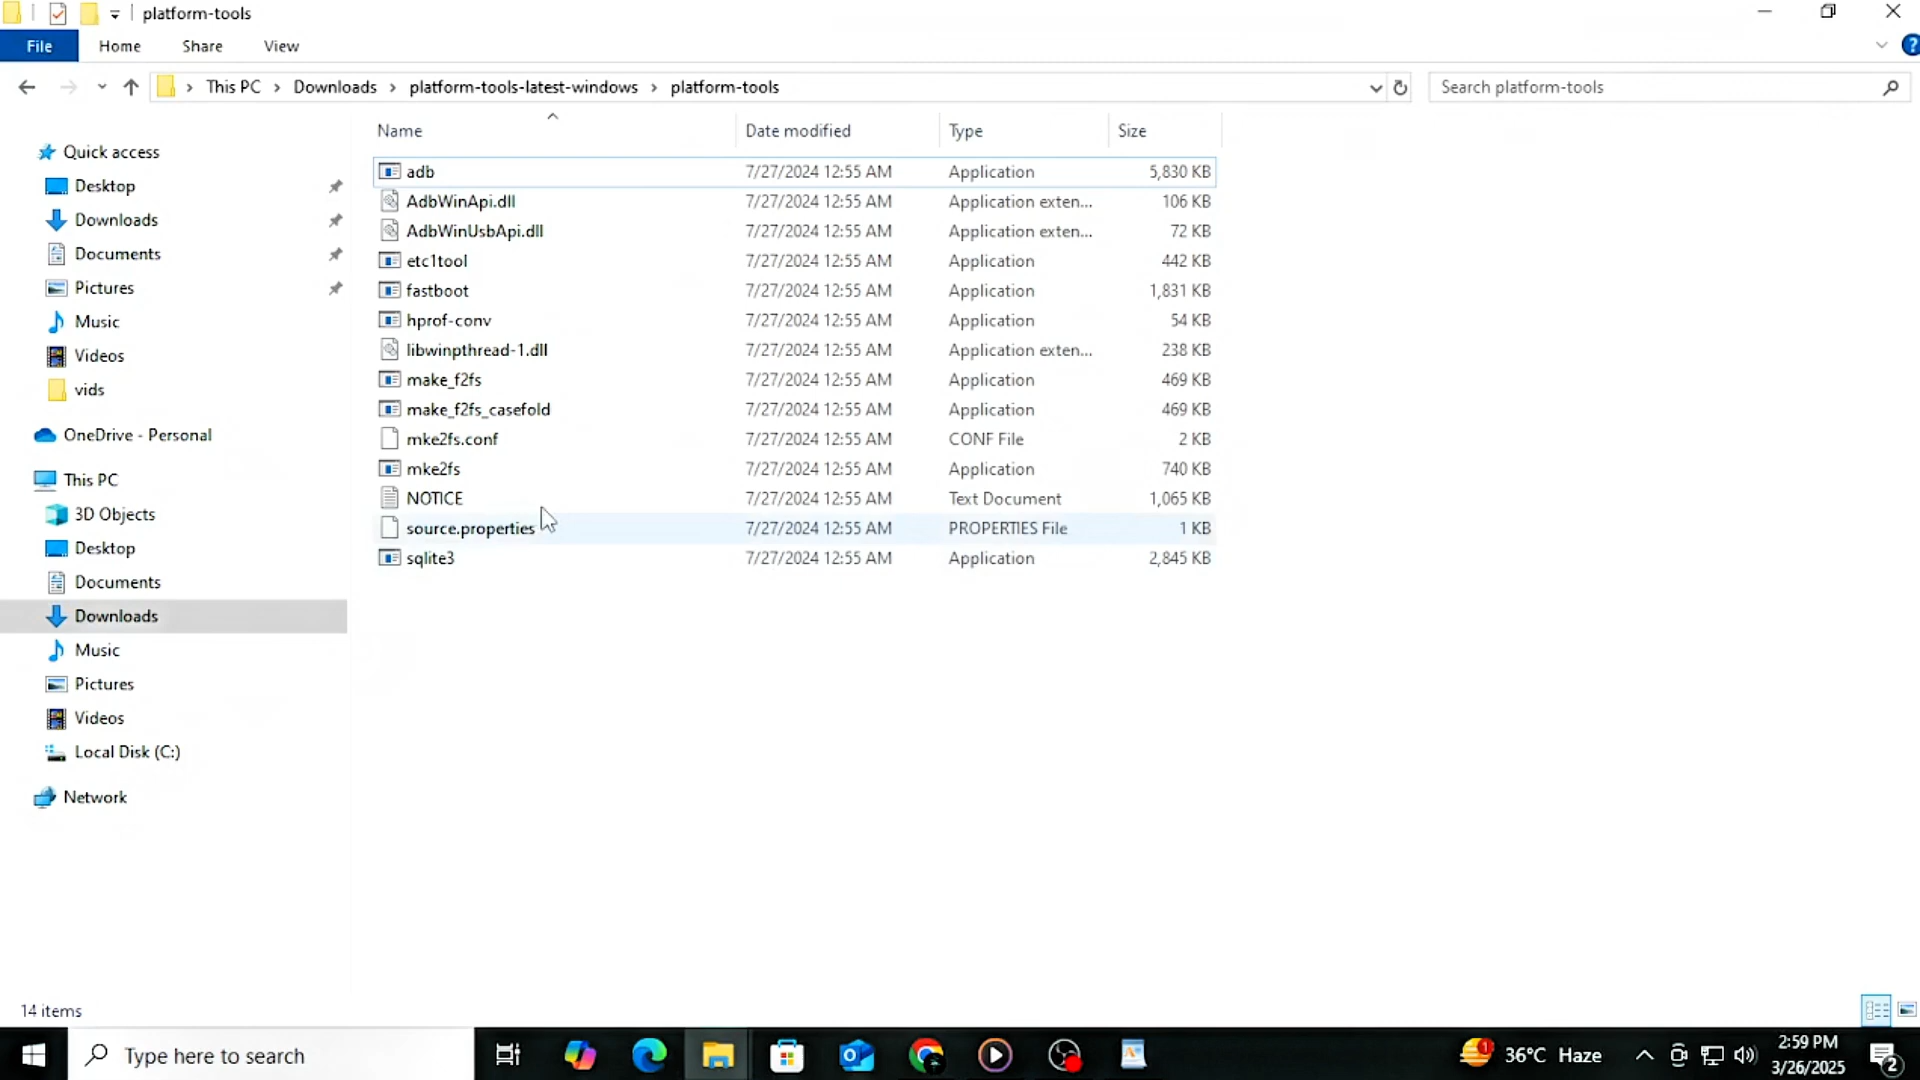 platform-tools
File Home Share View
This PC Downloads platform-tools-latest-windows platform-tools Search platform-tools
Name Date modified Type Size
Quick access
Desktop
Downloads
Documents
Pictures
Music
Videos
vids
OneDrive - Personal
This PC
3D Objects
Desktop
Documents
Downloads
Music
Pictures
Videos
Local Disk (C:)
Network
adb 7/27/2024 12:55 AM Application 5,830 KB
AdbWinApi.dll 7/27/2024 12:55 AM Application exten... 106 KB
AdbWinUsbApi.dll 7/27/2024 12:55 AM Application exten... 72 KB
etc1tool 7/27/2024 12:55 AM Application 442 KB
fastboot 7/27/2024 12:55 AM Application 1,831 KB
hprof-conv 7/27/2024 12:55 AM Application 54 KB
libwinpthread-1.dll 7/27/2024 12:55 AM Application exten... 238 KB
make_f2fs 7/27/2024 12:55 AM Application 469 KB
make_f2fs_casefold 7/27/2024 12:55 AM Application 469 KB
mke2fs.conf 7/27/2024 12:55 AM CONF File 2 KB
mke2fs 7/27/2024 12:55 AM Application 740 KB
NOTICE 7/27/2024 12:55 AM Text Document 1,065 KB
source.properties 7/27/2024 12:55 AM PROPERTIES File 1 KB
sqlite3 7/27/2024 12:55 AM Application 2,845 KB
14 items
Type here to search
36°C Haze
2:59 PM
3/26/2025
2